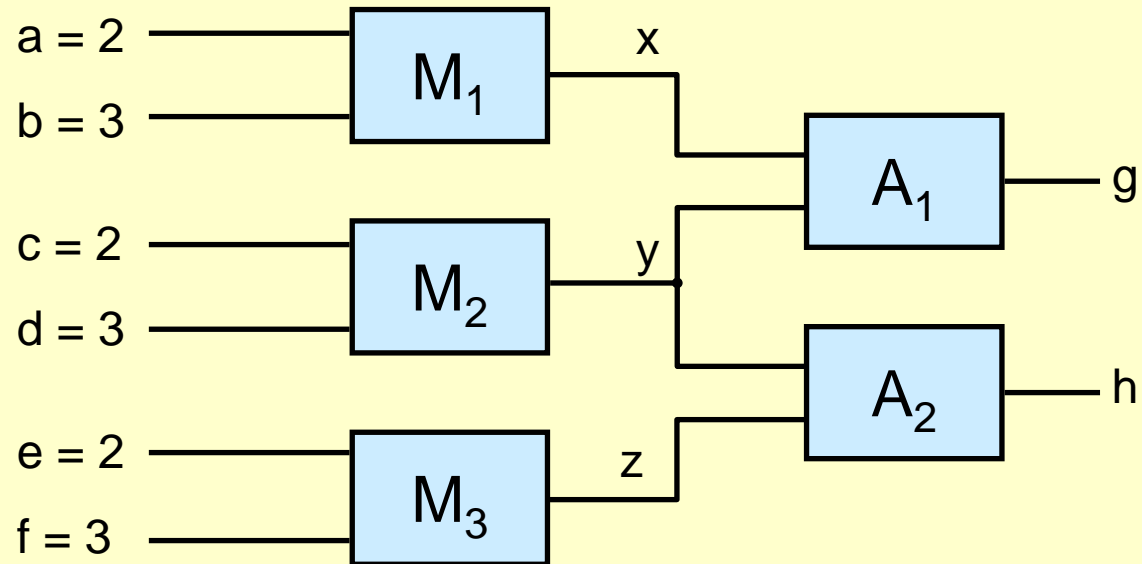 a = 2
b = 3
M₁
x
c = 2
d = 3
M₂
y
e = 2
f = 3
M₃
z
A₁
g
A₂
h